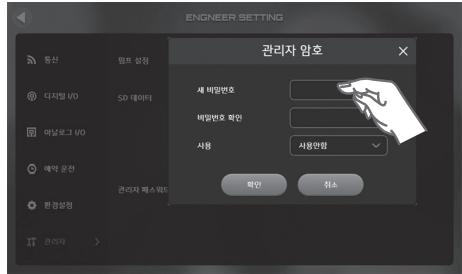 ENGNEER SETTING
관리자 암호
통신
펌프 설정
새 비밀번호
디지털 I/O
SD 데이터
비밀번호 확인
아날로그 I/O
사용
사용안함
예약 운전
확인
취소
관리자 패스워드
환경설정
관리자